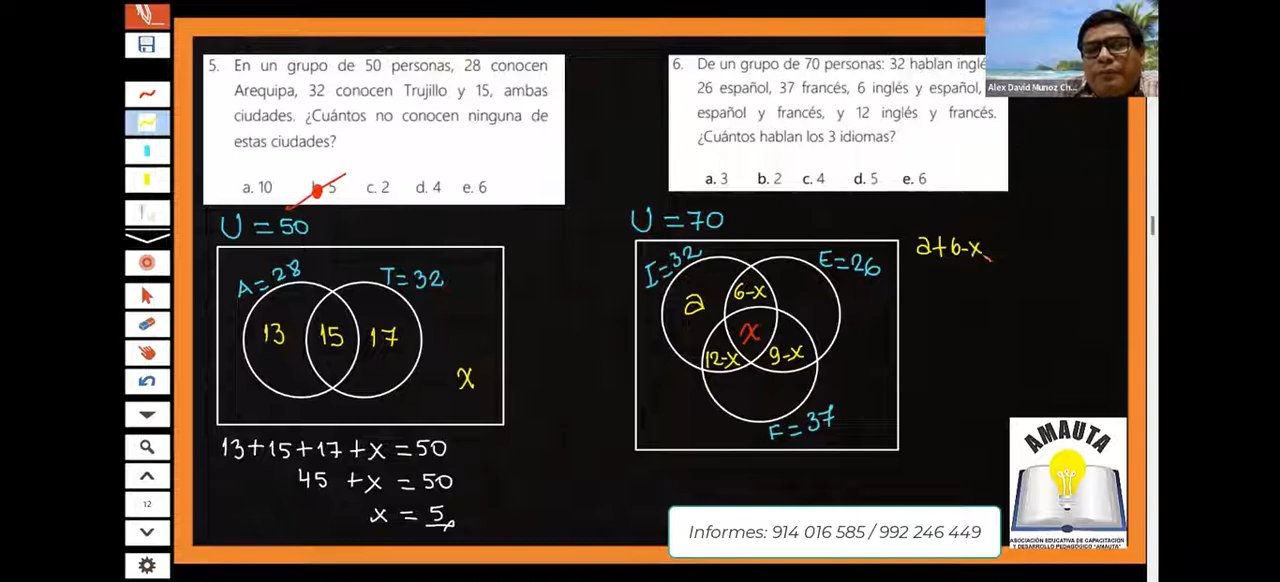 5. En un grupo de 50 personas, 28 conocen
Arequipa, 32 conocen Trujillo y 15, ambas
ciudades. ¿Cuántos no conocen ninguna de
estas ciudades?
a. 10 5 c. 2 d. 4 e. 6
U = 50
A = 28
T = 32
13 15 17
x
13+15+17+x = 50
45 +x = 50
x = 5
6. De un grupo de 70 personas: 32 hablan inglé
26 español, 37 francés, 6 inglés y español,
español y francés, y 12 inglés y francés.
¿Cuántos hablan los 3 idiomas?
a. 3 b. 2 c. 4 d. 5 e. 6
U = 70
I = 32
E = 26
a
6-x
x
12-x
9-x
F = 37
a+6-x
Alex David Munoz Ch...
12
AMAUTA
ASOCIACIÓN EDUCATIVA DE CAPACITACIÓN
Y DESARROLLO PEDAGÓGICO "AMAUTA"
Informes: 914 016 585 / 992 246 449